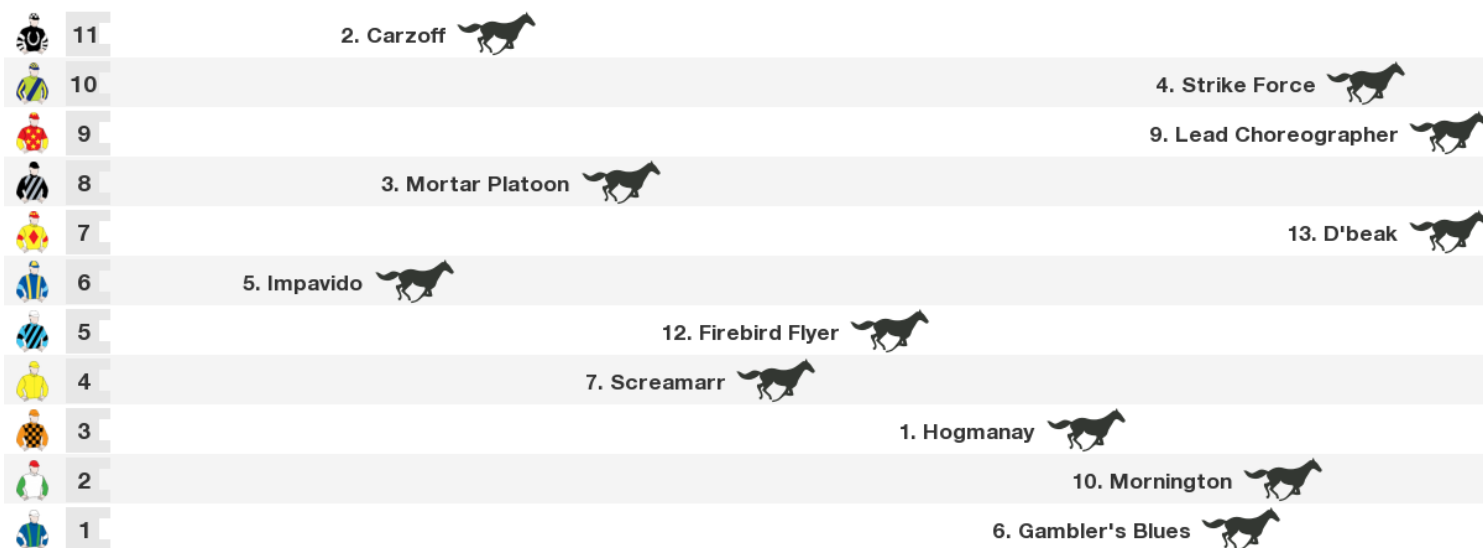 11 2. Carzoff
10 4. Strike Force
9 9. Lead Choreographer
8 3. Mortar Platoon
7 13. D'beak
6 5. Impavido
5 12. Firebird Flyer
4 7. Screamarr
3 1. Hogmanay
2 10. Mornington
1 6. Gambler's Blues